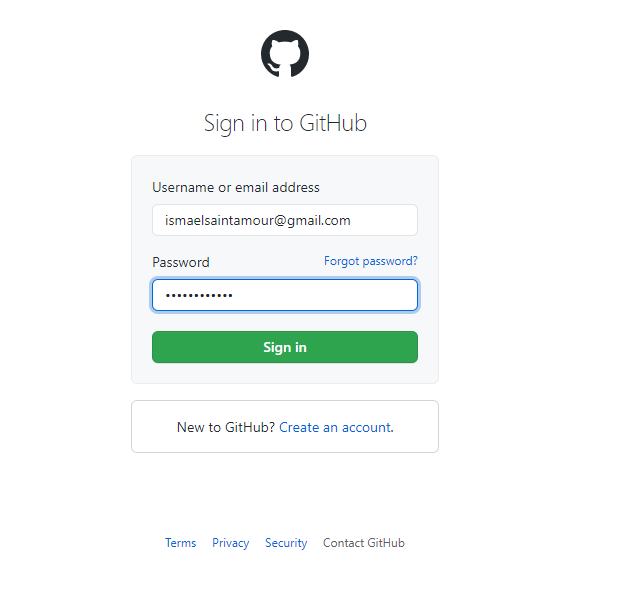 Sign in to GitHub
Username or email address
ismaelsaintamour@gmail.com
Password Forgot password?
••••••••••••
Sign in
New to GitHub? Create an account.
Terms Privacy Security Contact GitHub